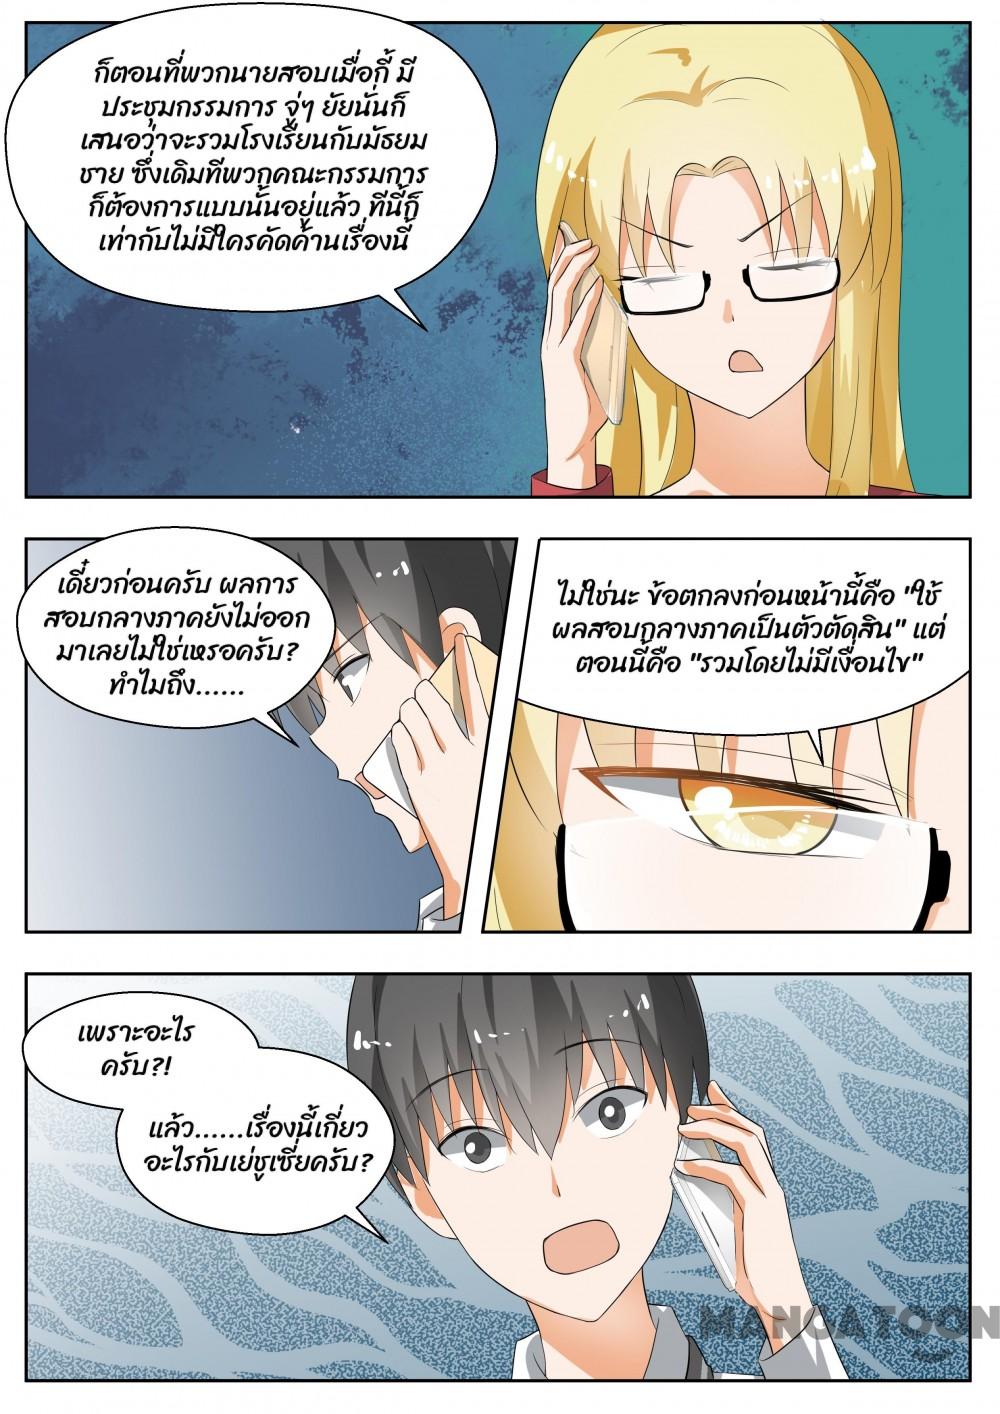 ก็ตอนที่พวกนายสอบเมื่อกี้ มี
ประชุมกรรมการ จู่ๆ ยัยนั่นก็
เสนอว่าจะรวมโรงเรียนกับมัธยม
ชาย ซึ่งเดิมทีพวกคณะกรรมการ
ก็ต้องการแบบนั้นอยู่แล้ว ทีนี้ก็
เท่ากับไม่มีใครคัดค้านเรื่องนี้
เดี๋ยวก่อนครับ ผลการ
สอบกลางภาคยังไม่ออก
มาเลยไม่ใช่เหรอครับ?
ทำไมถึง......
ไม่ใช่นะ ข้อตกลงก่อนหน้านี้คือ "ใช้
ผลสอบกลางภาคเป็นตัวตัดสิน" แต่
ตอนนี้คือ "รวมโดยไม่มีเงื่อนไข"
เพราะอะไร
ครับ?!
แล้ว......เรื่องนี้เกี่ยว
อะไรกับเย่ชูเซี่ยครับ?
MANGATOON